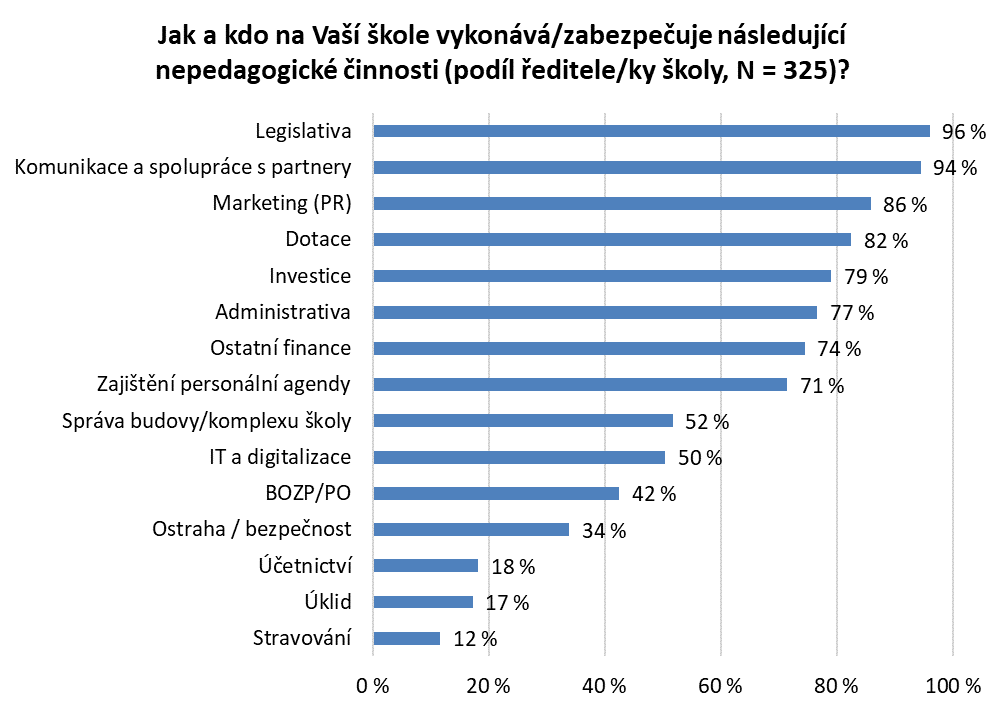 Jak a kdo na Vaší škole vykonává/zabezpečuje následující
nepedagogické činnosti (podíl ředitele/ky školy, N = 325)?
Legislativa 96 %
Komunikace a spolupráce s partnery 94 %
Marketing (PR) 86 %
Dotace 82 %
Investice 79 %
Administrativa 77 %
Ostatní finance 74 %
Zajištění personální agendy 71 %
Správa budovy/komplexu školy 52 %
IT a digitalizace 50 %
BOZP/PO 42 %
Ostraha / bezpečnost 34 %
Účetnictví 18 %
Úklid 17 %
Stravování 12 %
0 % 20 % 40 % 60 % 80 % 100 %